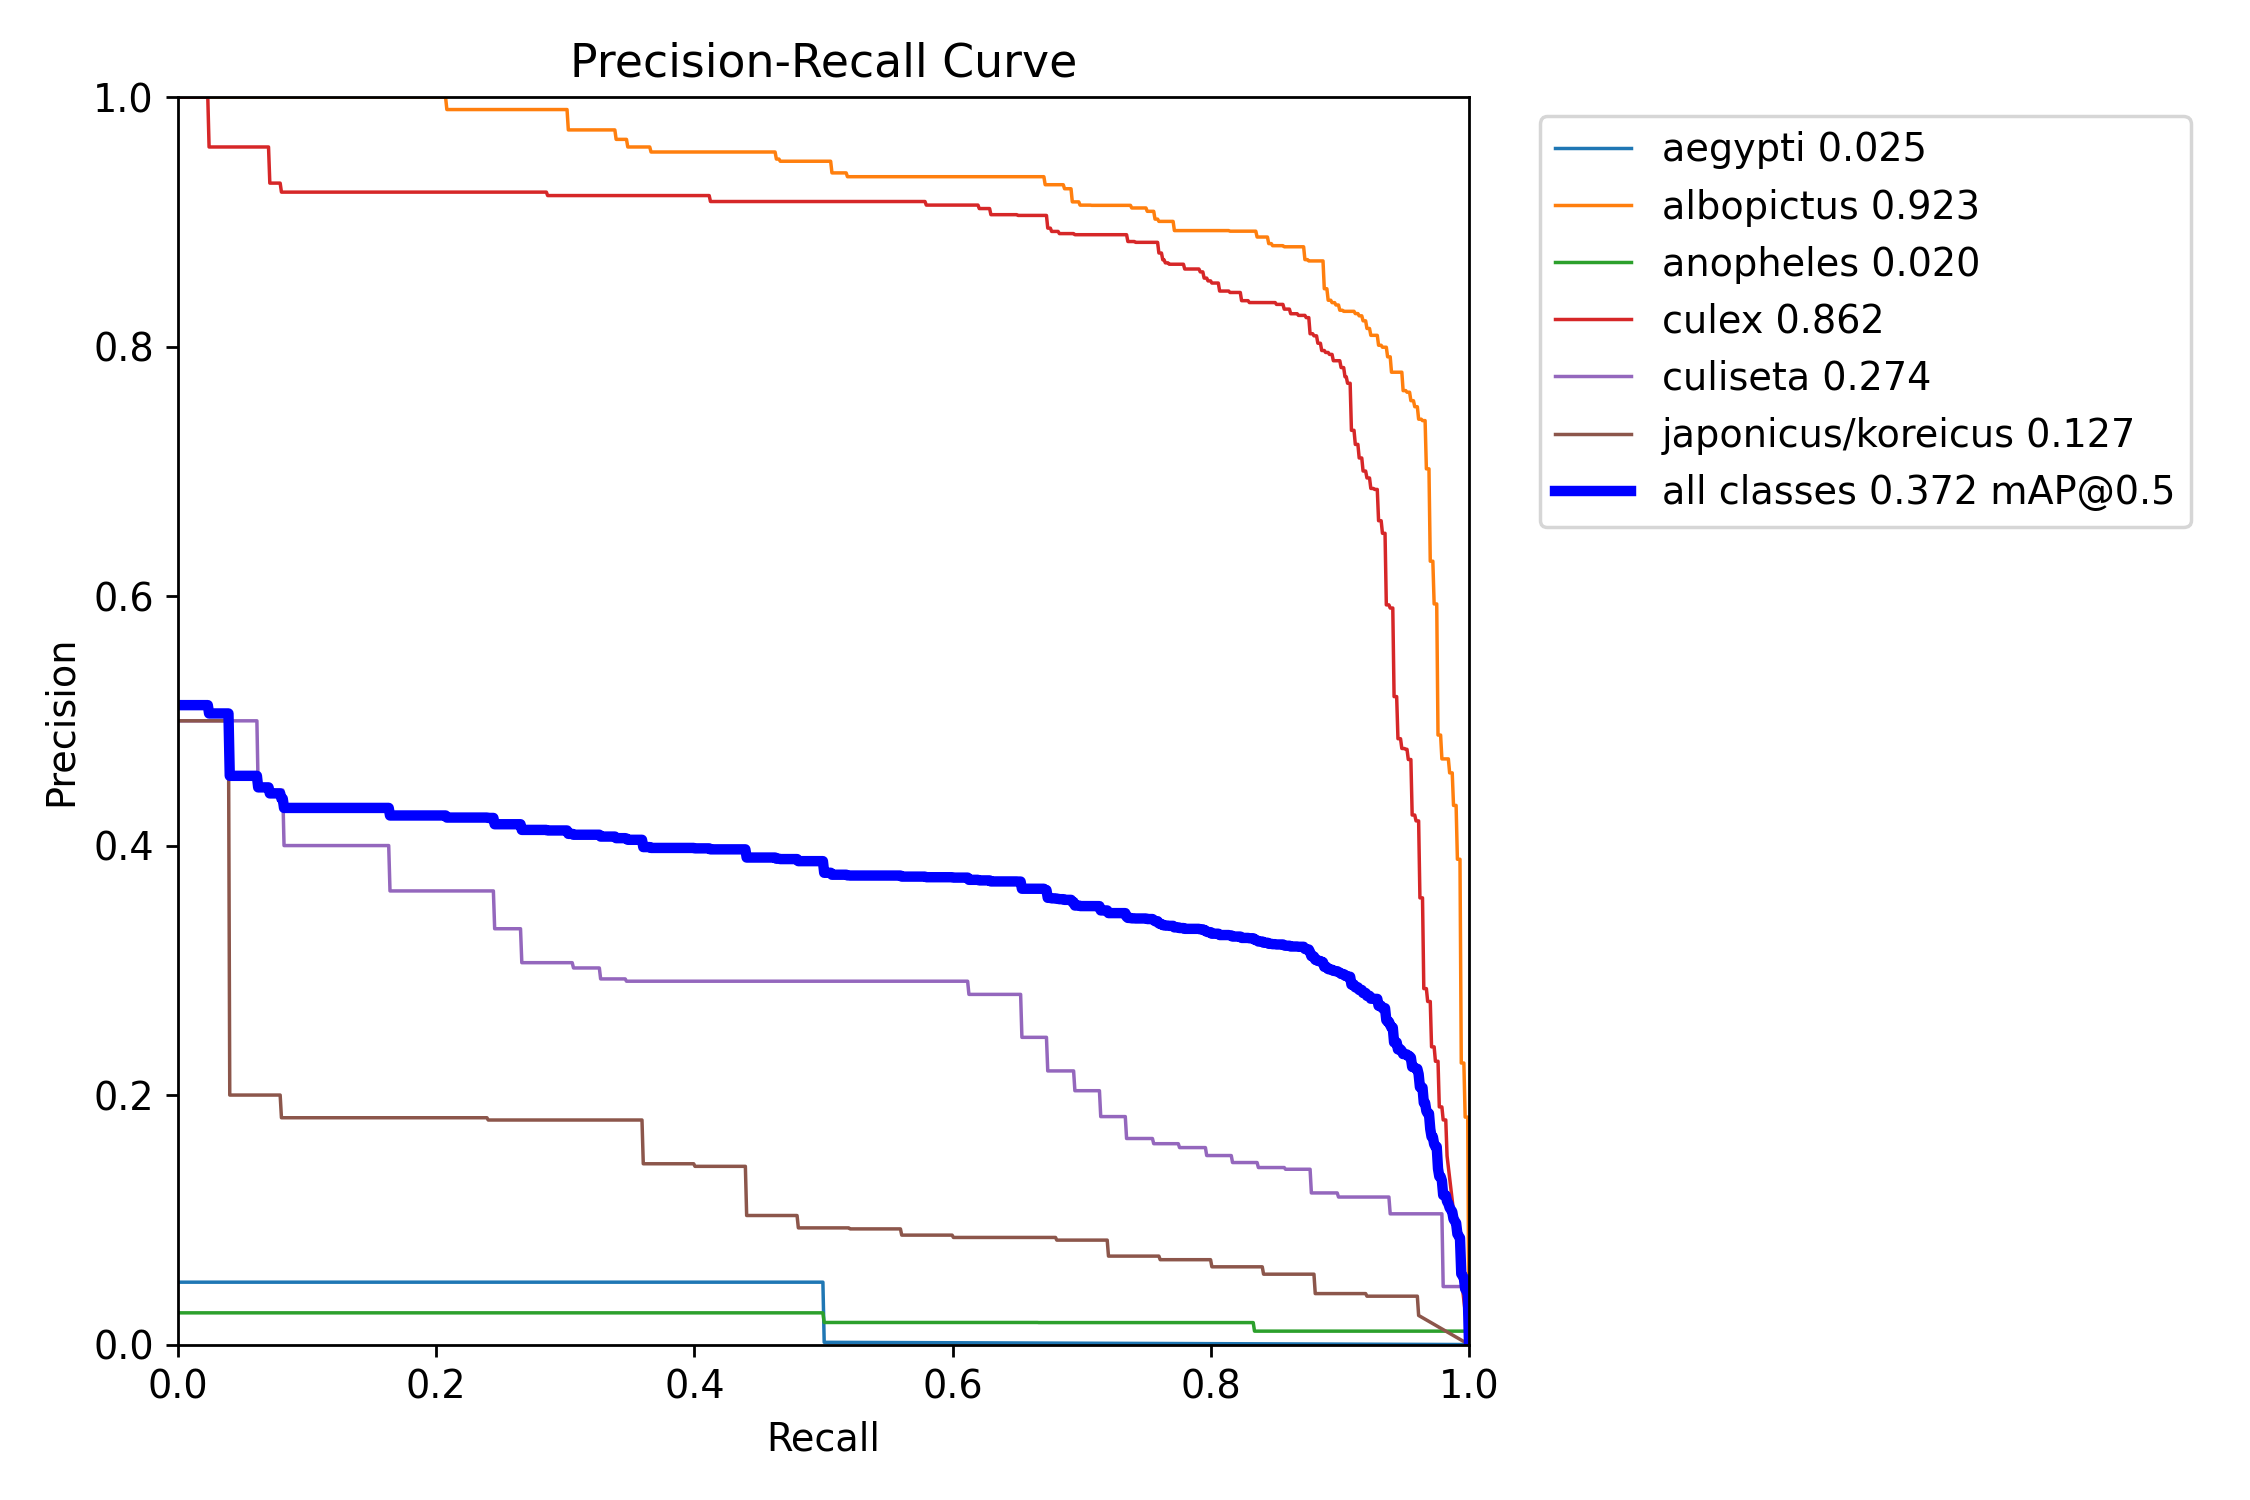 Precision-Recall Curve
1.0
0.8
0.6
0.4
0.2
0.0
Precision
0.0 0.2 0.4 0.6 0.8 1.0
Recall
aegypti 0.025
albopictus 0.923
anopheles 0.020
culex 0.862
culiseta 0.274
japonicus/koreicus 0.127
all classes 0.372 mAP@0.5